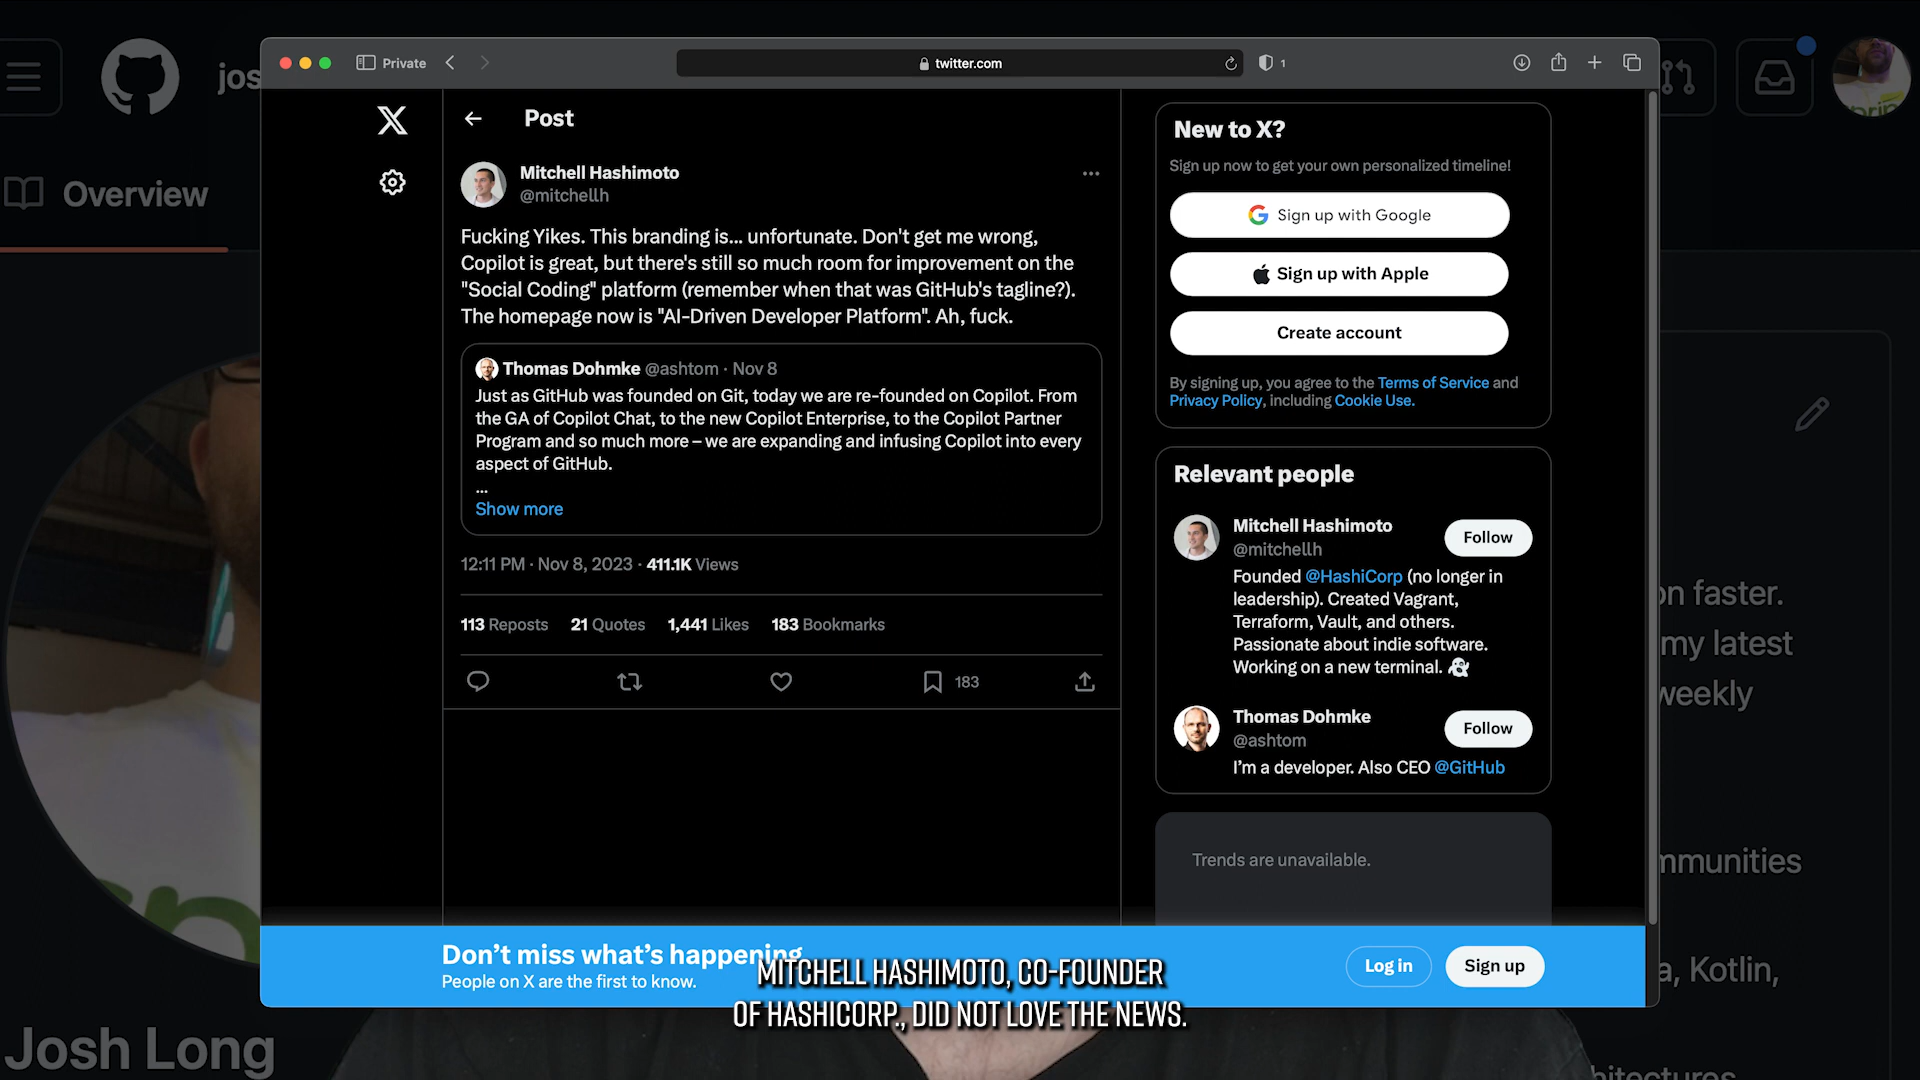 jos
Overview
Private
twitter.com
1
Post
Mitchell Hashimoto
@mitchellh
Fucking Yikes. This branding is... unfortunate. Don't get me wrong,
Copilot is great, but there's still so much room for improvement on the
"Social Coding" platform (remember when that was GitHub's tagline?).
The homepage now is "AI-Driven Developer Platform". Ah, fuck.
Thomas Dohmke @ashtom · Nov 8
Just as GitHub was founded on Git, today we are re-founded on Copilot. From
the GA of Copilot Chat, to the new Copilot Enterprise, to the Copilot Partner
Program and so much more – we are expanding and infusing Copilot into every
aspect of GitHub.
...
Show more
12:11 PM · Nov 8, 2023 · 411.1K Views
113 Reposts 21 Quotes 1,441 Likes 183 Bookmarks
183
New to X?
Sign up now to get your own personalized timeline!
Sign up with Google
Sign up with Apple
Create account
By signing up, you agree to the Terms of Service and
Privacy Policy, including Cookie Use.
Relevant people
Mitchell Hashimoto
@mitchellh
Follow
Founded @HashiCorp (no longer in
leadership). Created Vagrant,
Terraform, Vault, and others.
Passionate about indie software.
Working on a new terminal. 👻
Thomas Dohmke
@ashtom
Follow
I'm a developer. Also CEO @GitHub
Trends are unavailable.
Don't miss what's happening
People on X are the first to know.
Log in
Sign up
MITCHELL HASHIMOTO, CO-FOUNDER
OF HASHICORP., DID NOT LOVE THE NEWS.
Josh Long
on faster.
my latest
weekly
mmunities
a, Kotlin,